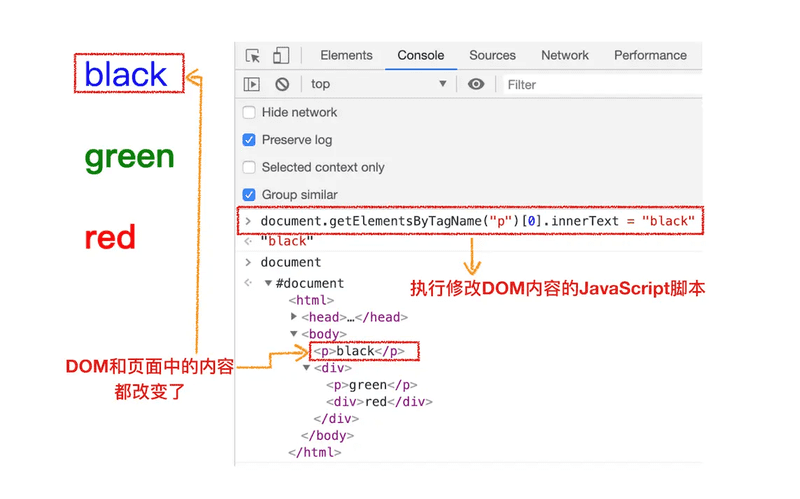 black
green
red
Elements Console Sources Network Performance
top Filter
Hide network
Preserve log
Selected context only
Group similar
document.getElementsByTagName("p")[0].innerText = "black"
"black"
document
#document
<html>
<head>…</head>
<body>
<p>black</p>
<div>
<p>green</p>
<div>red</div>
</div>
</body>
</html>
执行修改DOM内容的JavaScript脚本
DOM和页面中的内容
都改变了